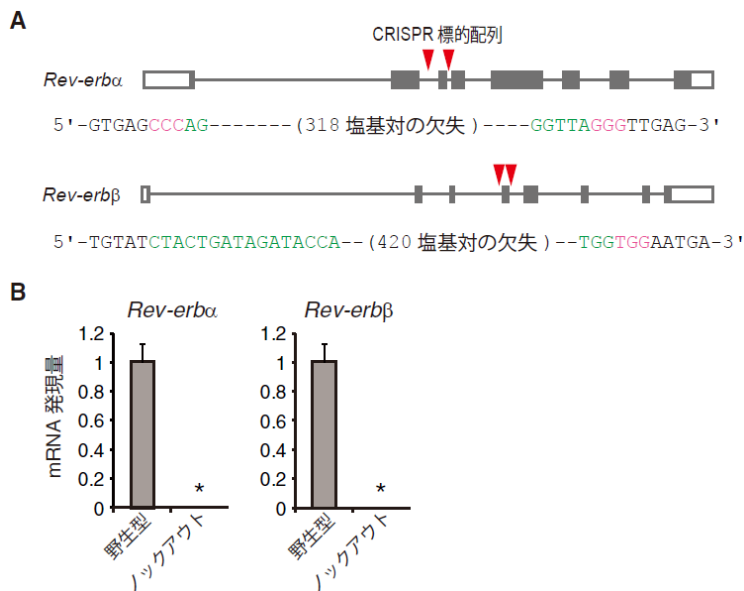 A
CRISPR 標的配列
Rev-erbα
5'-GTGAGCCCAG-------(318 塩基対の欠失)----GGTTAGGGTTGAG-3'
Rev-erbβ
5'-TGTATCTACTGATAGATACCA--(420 塩基対の欠失)--TGGTGGAATGA-3'
B
Rev-erbα
mRNA 発現量
1.2
1
0.8
0.6
0.4
0.2
0
*
野生型
ノックアウト
Rev-erbβ
1.2
1
0.8
0.6
0.4
0.2
0
*
野生型
ノックアウト